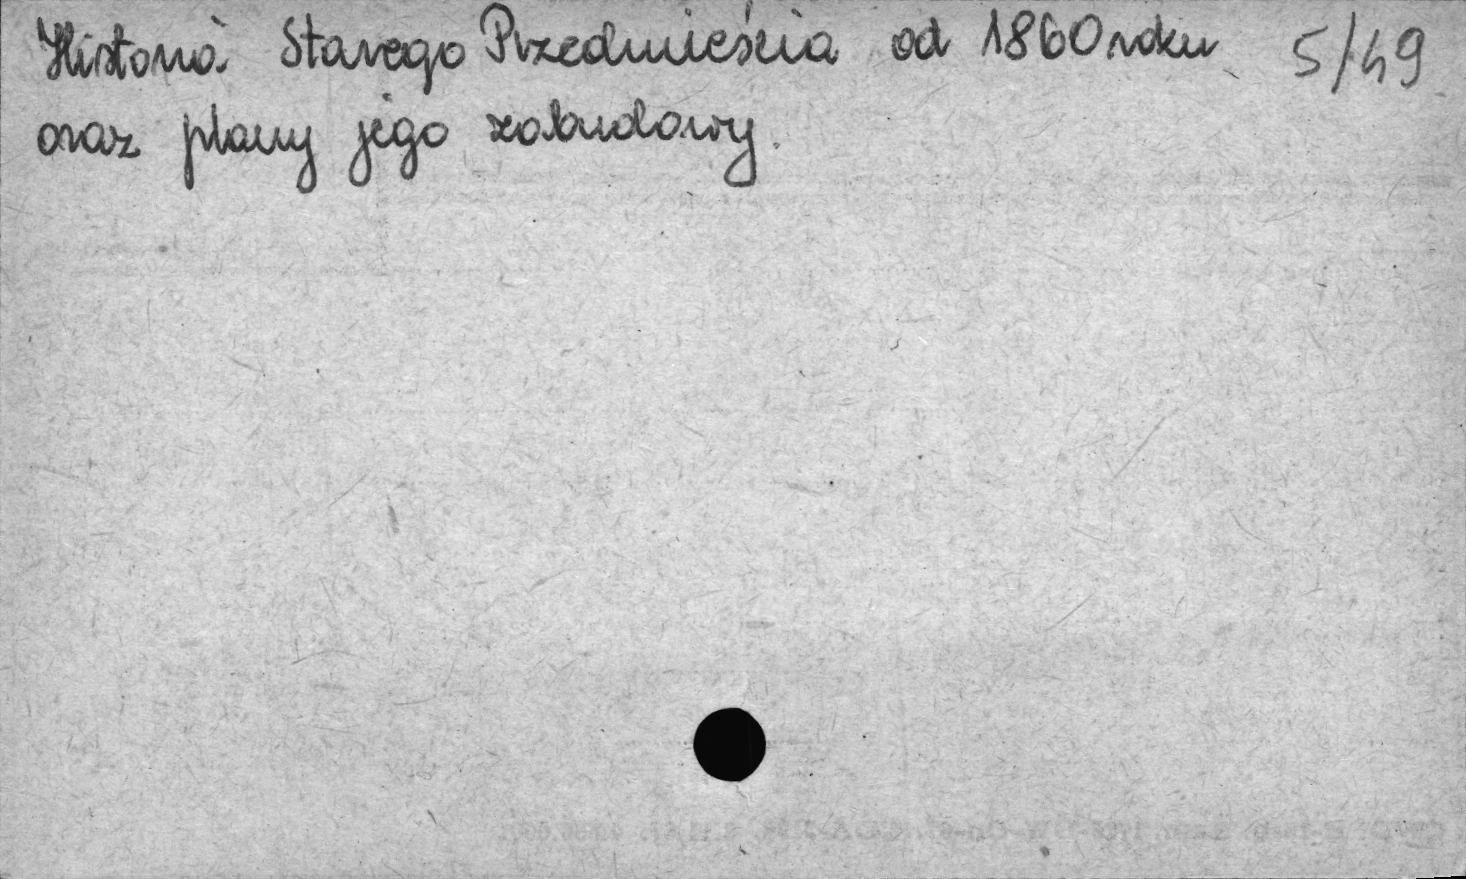 Historia Starego Przedmieścia od 1860 roku 5/49
oraz plany jego zabudowy.